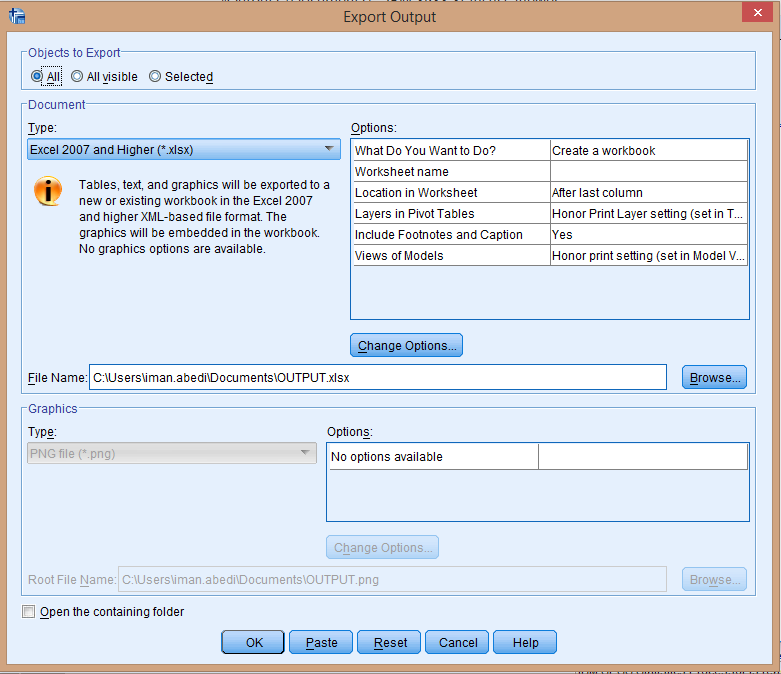 Export Output
Objects to Export
All All visible Selected
Document
Type:
Excel 2007 and Higher (*.xlsx)
Tables, text, and graphics will be exported to a
new or existing workbook in the Excel 2007
and higher XML-based file format. The
graphics will be embedded in the workbook.
No graphics options are available.
Options:
What Do You Want to Do? Create a workbook
Worksheet name
Location in Worksheet After last column
Layers in Pivot Tables Honor Print Layer setting (set in T...
Include Footnotes and Caption Yes
Views of Models Honor print setting (set in Model V...
Change Options...
File Name: C:\Users\iman.abedi\Documents\OUTPUT.xlsx Browse...
Graphics
Type:
PNG file (*.png)
Options:
No options available
Change Options...
Root File Name: C:\Users\iman.abedi\Documents\OUTPUT.png Browse...
Open the containing folder
OK Paste Reset Cancel Help